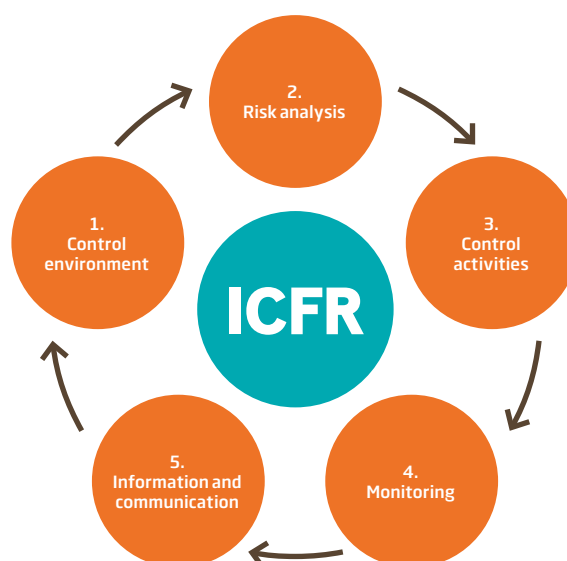 1.
Control
environment
2.
Risk analysis
3.
Control
activities
4.
Monitoring
5.
Information and
communication
ICFR